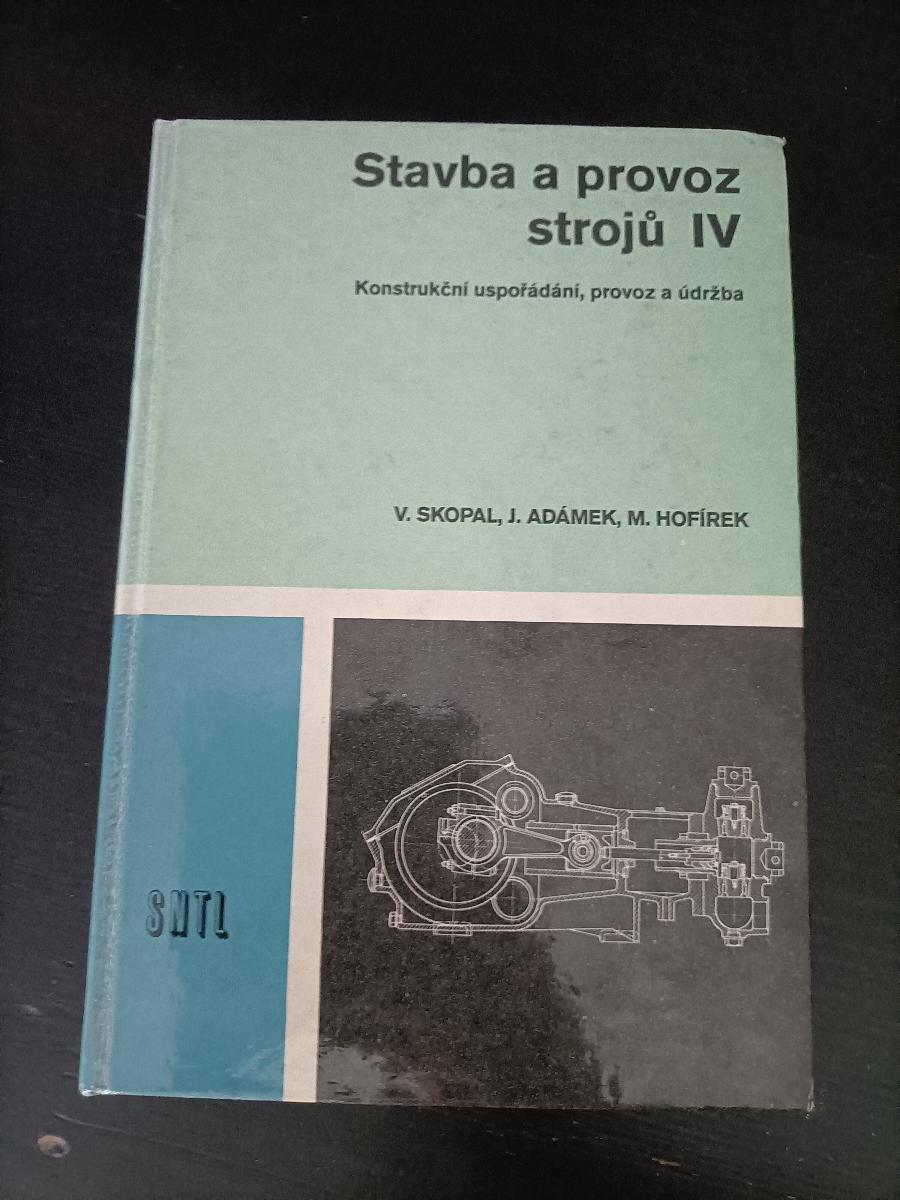 Stavba a provoz
strojů IV
Konstrukční uspořádání, provoz a údržba
V. SKOPAL, J. ADÁMEK, M. HOFÍREK
SNTL